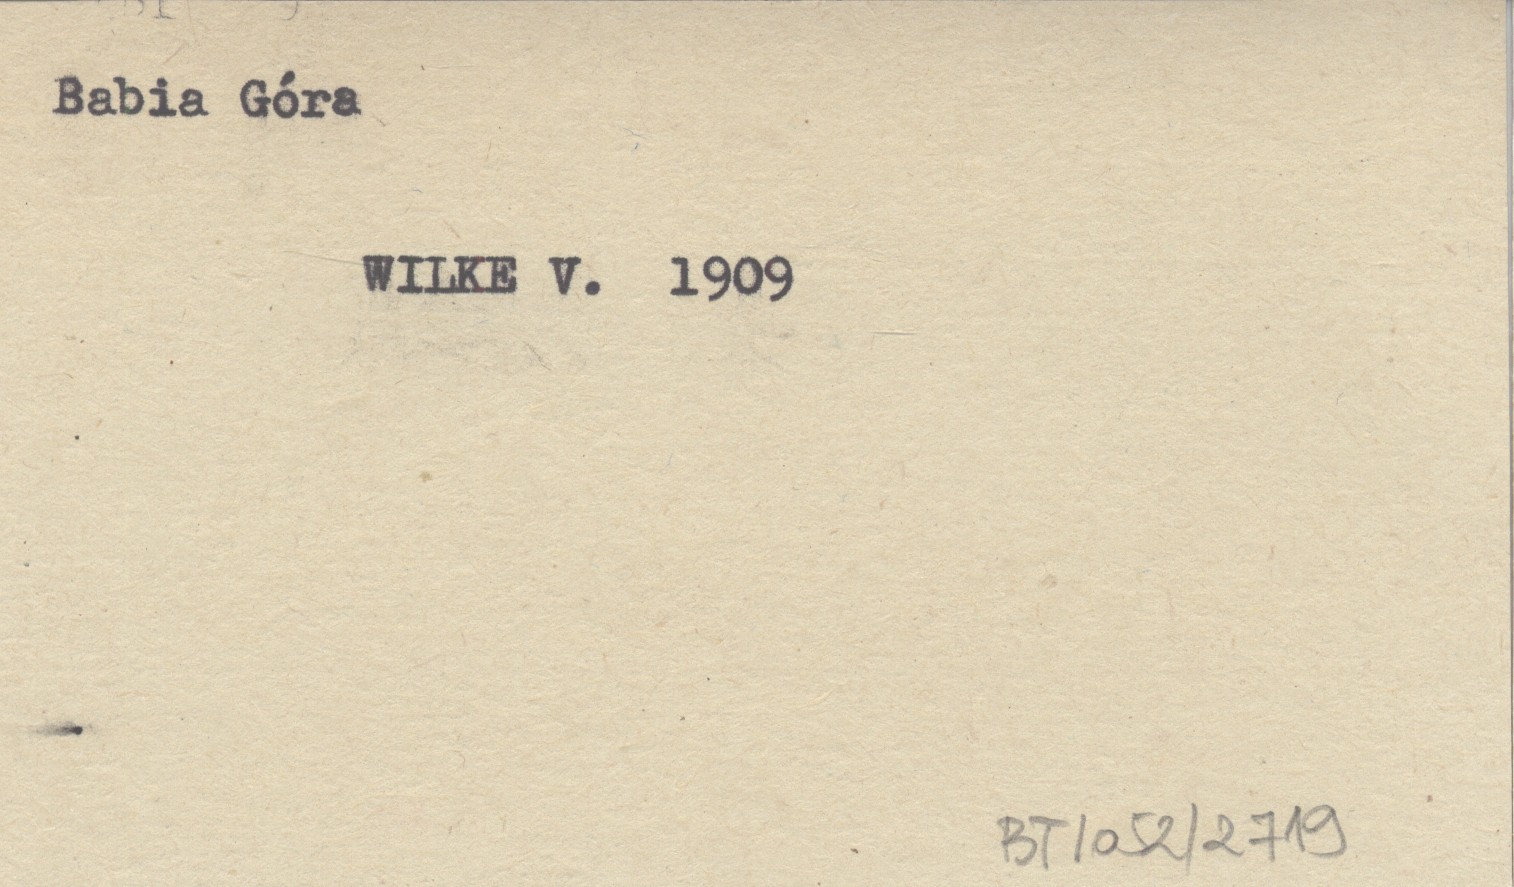 Babia Góra
WILKE V. 1909
BT/052/2719